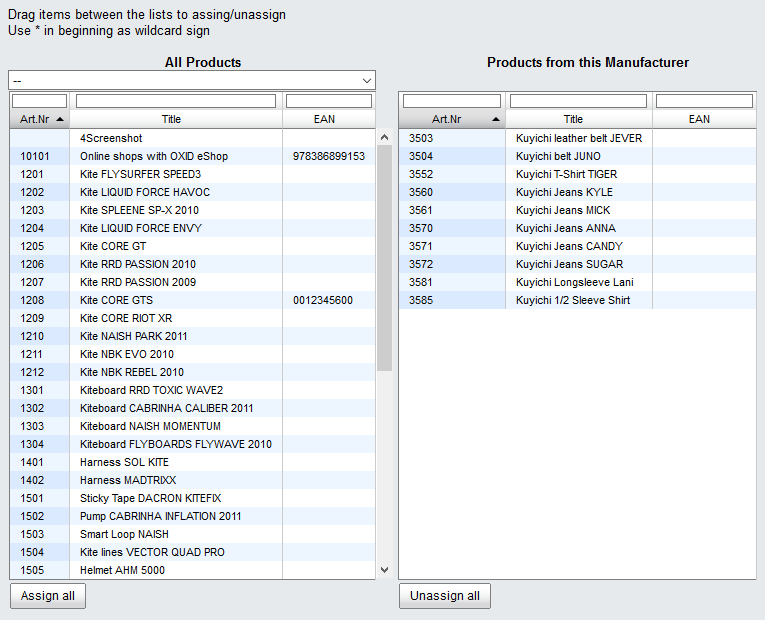 Drag items between the lists to assing/unassign
Use * in beginning as wildcard sign
All Products
--
Art.Nr Title EAN
4Screenshot
10101 Online shops with OXID eShop 978386899153
1201 Kite FLYSURFER SPEED3
1202 Kite LIQUID FORCE HAVOC
1203 Kite SPLEENE SP-X 2010
1204 Kite LIQUID FORCE ENVY
1205 Kite CORE GT
1206 Kite RRD PASSION 2010
1207 Kite RRD PASSION 2009
1208 Kite CORE GTS 0012345600
1209 Kite CORE RIOT XR
1210 Kite NAISH PARK 2011
1211 Kite NBK EVO 2010
1212 Kite NBK REBEL 2010
1301 Kiteboard RRD TOXIC WAVE2
1302 Kiteboard CABRINHA CALIBER 2011
1303 Kiteboard NAISH MOMENTUM
1304 Kiteboard FLYBOARDS FLYWAVE 2010
1401 Harness SOL KITE
1402 Harness MADTRIXX
1501 Sticky Tape DACRON KITEFIX
1502 Pump CABRINHA INFLATION 2011
1503 Smart Loop NAISH
1504 Kite lines VECTOR QUAD PRO
1505 Helmet AHM 5000
Assign all
Products from this Manufacturer
Art.Nr Title EAN
3503 Kuyichi leather belt JEVER
3504 Kuyichi belt JUNO
3552 Kuyichi T-Shirt TIGER
3560 Kuyichi Jeans KYLE
3561 Kuyichi Jeans MICK
3570 Kuyichi Jeans ANNA
3571 Kuyichi Jeans CANDY
3572 Kuyichi Jeans SUGAR
3581 Kuyichi Longsleeve Lani
3585 Kuyichi 1/2 Sleeve Shirt
Unassign all